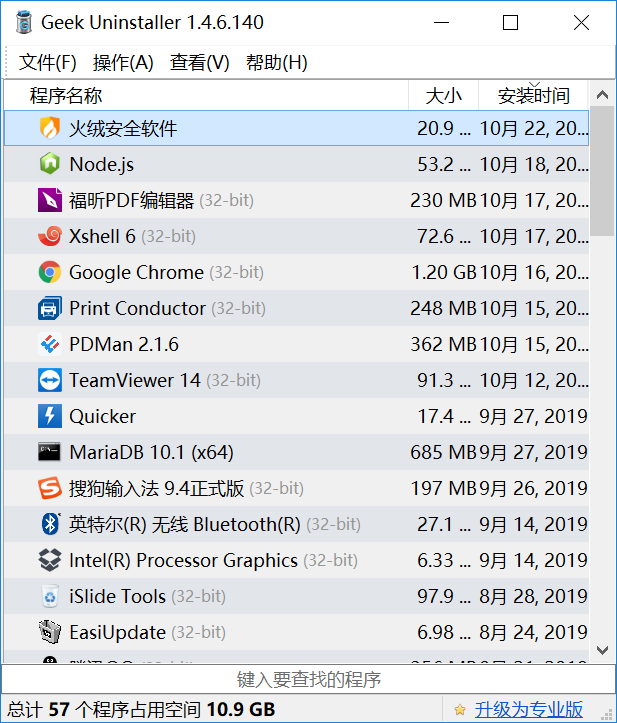 Geek Uninstaller 1.4.6.140
文件(F) 操作(A) 查看(V) 帮助(H)
程序名称 大小 安装时间
火绒安全软件 20.9 ... 10月 22, 20...
Node.js 53.2 ... 10月 18, 20...
福昕PDF编辑器 (32-bit) 230 MB 10月 17, 20...
Xshell 6 (32-bit) 72.6 ... 10月 17, 20...
Google Chrome (32-bit) 1.20 GB 10月 16, 20...
Print Conductor (32-bit) 248 MB 10月 15, 20...
PDMan 2.1.6 362 MB 10月 15, 20...
TeamViewer 14 (32-bit) 91.3 ... 10月 12, 20...
Quicker 17.4 ... 9月 27, 2019
MariaDB 10.1 (x64) 685 MB 9月 27, 2019
搜狗输入法 9.4正式版 (32-bit) 197 MB 9月 26, 2019
英特尔(R) 无线 Bluetooth(R) (32-bit) 27.1 ... 9月 14, 2019
Intel(R) Processor Graphics (32-bit) 6.33 ... 9月 14, 2019
iSlide Tools (32-bit) 97.9 ... 8月 28, 2019
EasiUpdate (32-bit) 6.98 ... 8月 24, 2019
键入要查找的程序
总计 57 个程序占用空间 10.9 GB 升级为专业版